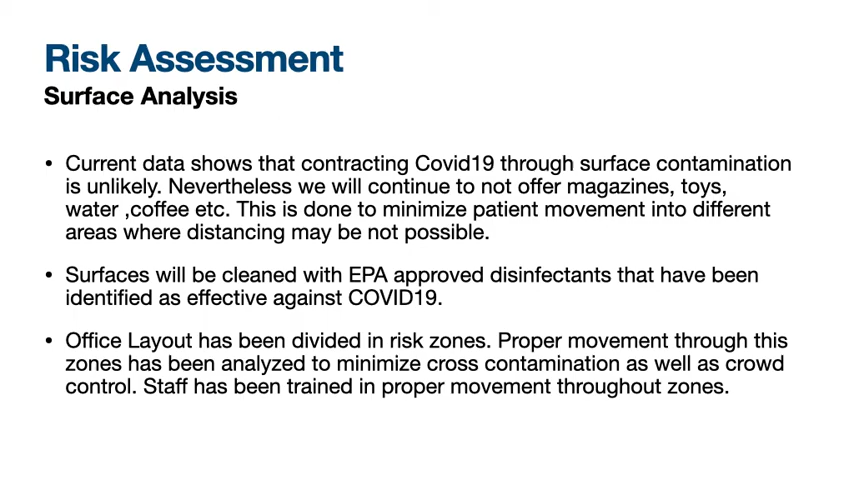 Risk Assessment
Surface Analysis
• Current data shows that contracting Covid19 through surface contamination
is unlikely. Nevertheless we will continue to not offer magazines, toys,
water ,coffee etc. This is done to minimize patient movement into different
areas where distancing may be not possible.
• Surfaces will be cleaned with EPA approved disinfectants that have been
identified as effective against COVID19.
• Office Layout has been divided in risk zones. Proper movement through this
zones has been analyzed to minimize cross contamination as well as crowd
control. Staff has been trained in proper movement throughout zones.